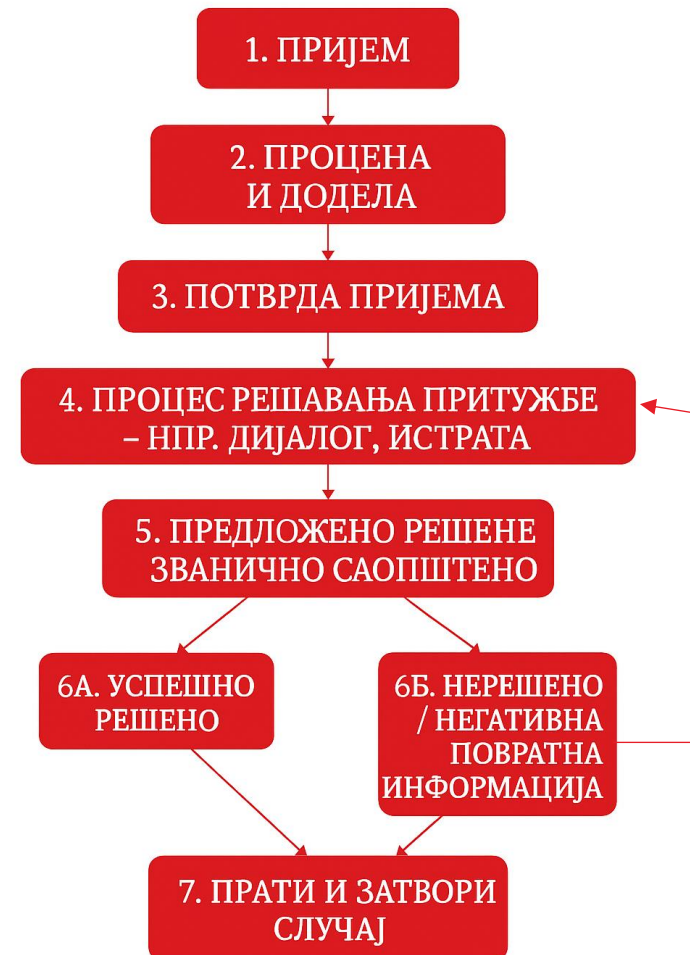 1. ПРИЈЕМ
2. ПРОЦЕНА
И ДОДЕЛА
3. ПОТВРДА ПРИЈЕМА
4. ПРОЦЕС РЕШАВАЊА ПРИТУЖБЕ
– НПР. ДИЈАЛОГ, ИСТРАТА
5. ПРЕДЛОЖЕНО РЕШЕНЕ
ЗВАНИЧНО САОПШТЕНО
6А. УСПЕШНО
РЕШЕНО
6Б. НЕРЕШЕНО
/ НЕГАТИВНА
ПОВРАТНА
ИНФОРМАЦИЈА
7. ПРАТИ И ЗАТВОРИ
СЛУЧАЈ